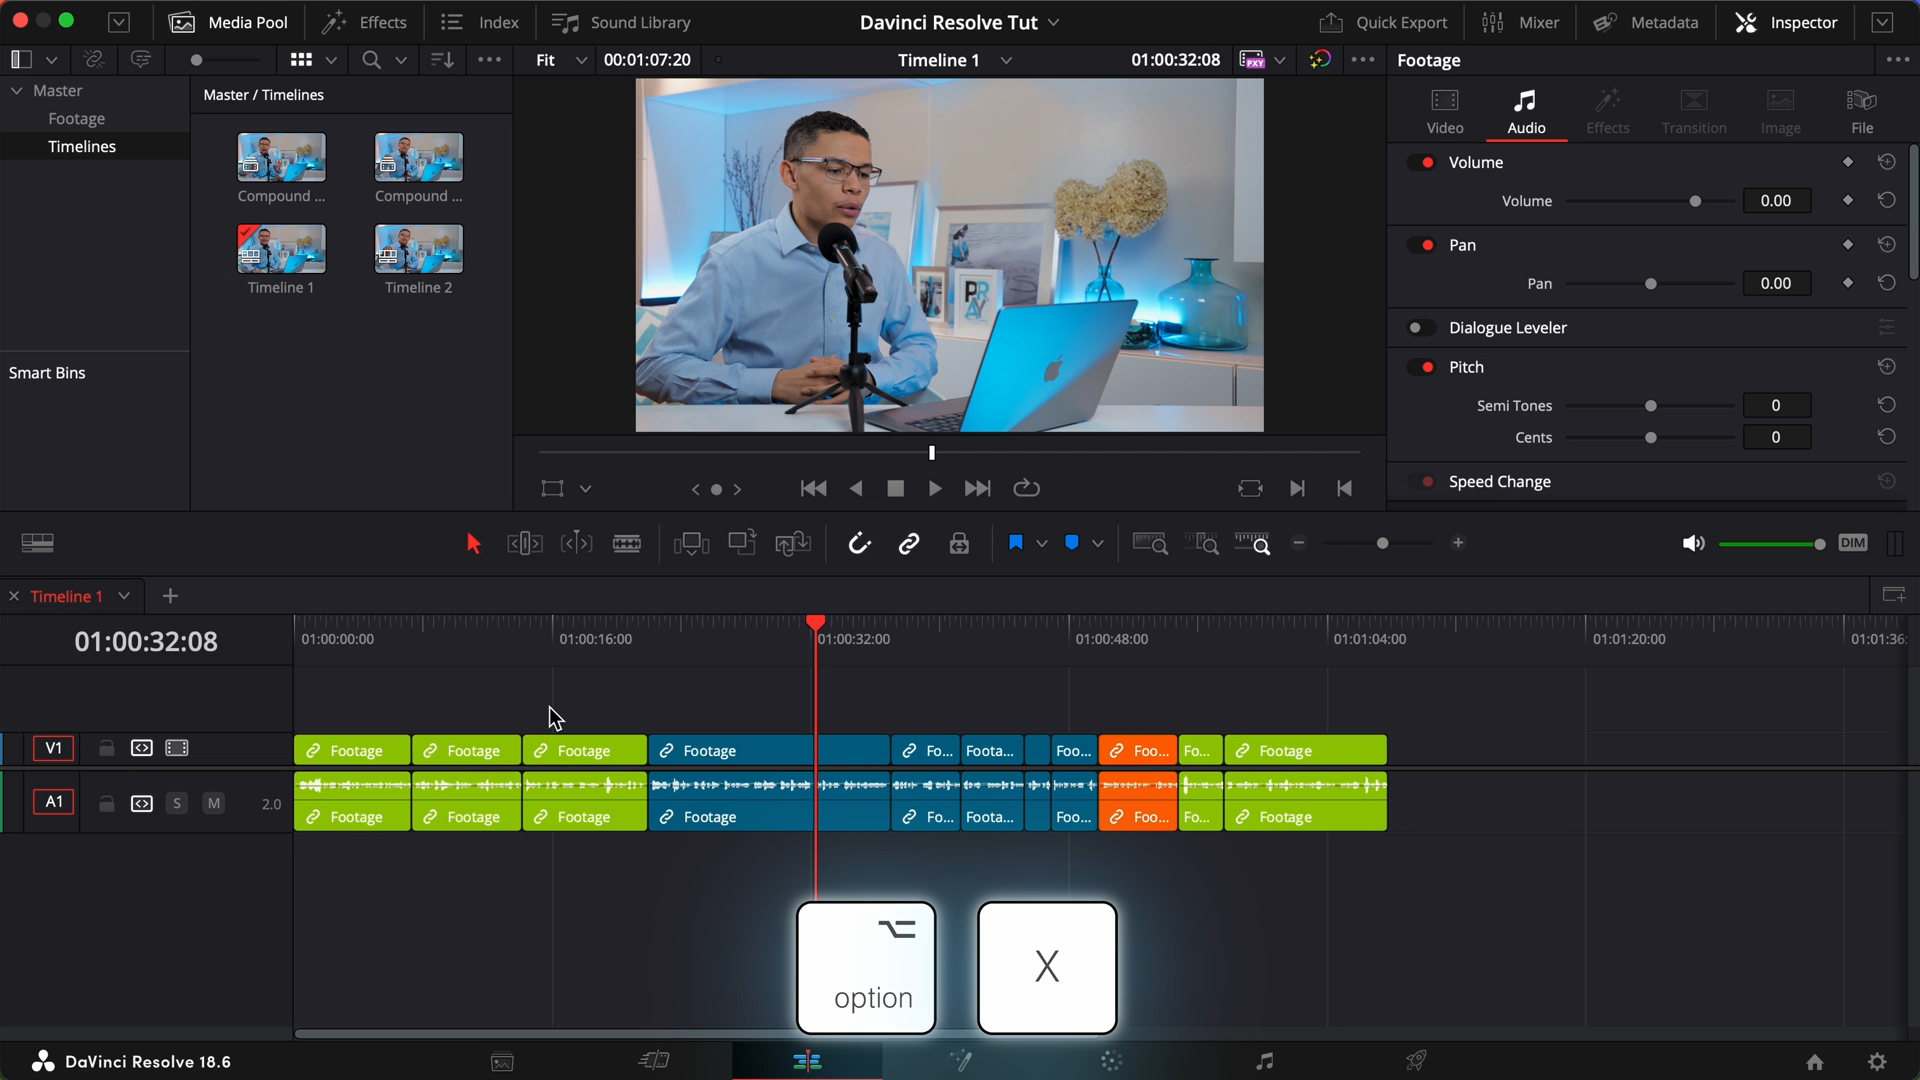 Media Pool
Effects
Index
Sound Library
Davinci Resolve Tut
Quick Export
Mixer
Metadata
Inspector
Fit
00:01:07:20
Timeline 1
01:00:32:08
PXY
Footage
Master
Footage
Timelines
Smart Bins
Master / Timelines
Compound ...
Compound ...
Timeline 1
Timeline 2
PR
AY
Video
Audio
Effects
Transition
Image
File
Volume
Volume
0.00
Pan
Pan
0.00
Dialogue Leveler
Pitch
Semi Tones
0
Cents
0
Speed Change
DIM
Timeline 1
01:00:32:08
01:00:00:00
01:00:16:00
01:00:32:00
01:00:48:00
01:01:04:00
01:01:20:00
01:01:36:
V1
Footage
Footage
Footage
Footage
Fo...
Foota...
Foo...
Foo...
Fo...
Footage
A1
S
M
2.0
Footage
Footage
Footage
Footage
Fo...
Foota...
Foo...
Foo...
Fo...
Footage
⌥
option
X
DaVinci Resolve 18.6